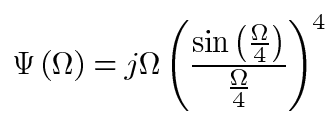 Ψ (Ω) = jΩ ( sin(Ω/4) / (Ω/4) )^4